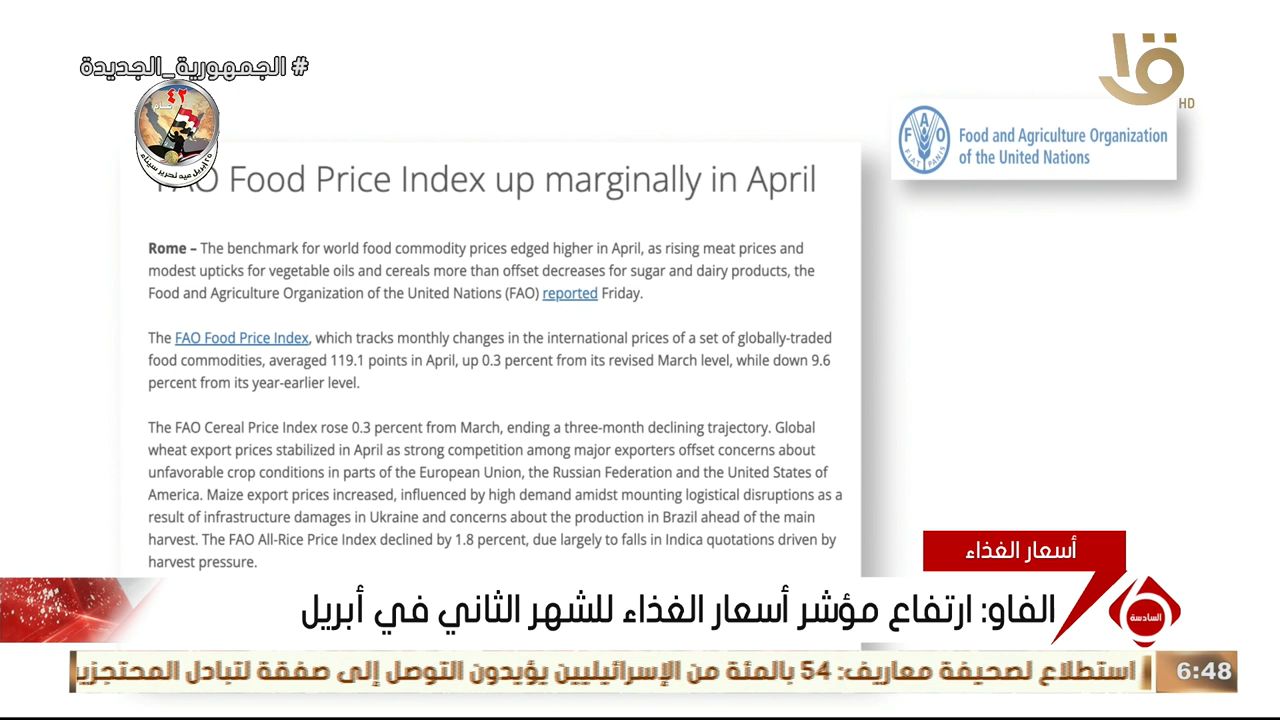 # الجمهورية_الجديدة
٤٢
عام
٢٥ أبريل عيد تحرير سيناء
HD
F A O
FIAT PANIS
Food and Agriculture Organization
of the United Nations
FAO Food Price Index up marginally in April
Rome – The benchmark for world food commodity prices edged higher in April, as rising meat prices and
modest upticks for vegetable oils and cereals more than offset decreases for sugar and dairy products, the
Food and Agriculture Organization of the United Nations (FAO) reported Friday.
The FAO Food Price Index, which tracks monthly changes in the international prices of a set of globally-traded
food commodities, averaged 119.1 points in April, up 0.3 percent from its revised March level, while down 9.6
percent from its year-earlier level.
The FAO Cereal Price Index rose 0.3 percent from March, ending a three-month declining trajectory. Global
wheat export prices stabilized in April as strong competition among major exporters offset concerns about
unfavorable crop conditions in parts of the European Union, the Russian Federation and the United States of
America. Maize export prices increased, influenced by high demand amidst mounting logistical disruptions as a
result of infrastructure damages in Ukraine and concerns about the production in Brazil ahead of the main
harvest. The FAO All-Rice Price Index declined by 1.8 percent, due largely to falls in Indica quotations driven by
harvest pressure.
أسعار الغذاء
السادسة
الفاو: ارتفاع مؤشر أسعار الغذاء للشهر الثاني في أبريل
استطلاع لصحيفة معاريف: 54 بالمئة من الإسرائيليين يؤيدون التوصل إلى صفقة لتبادل المحتجزي
6:48